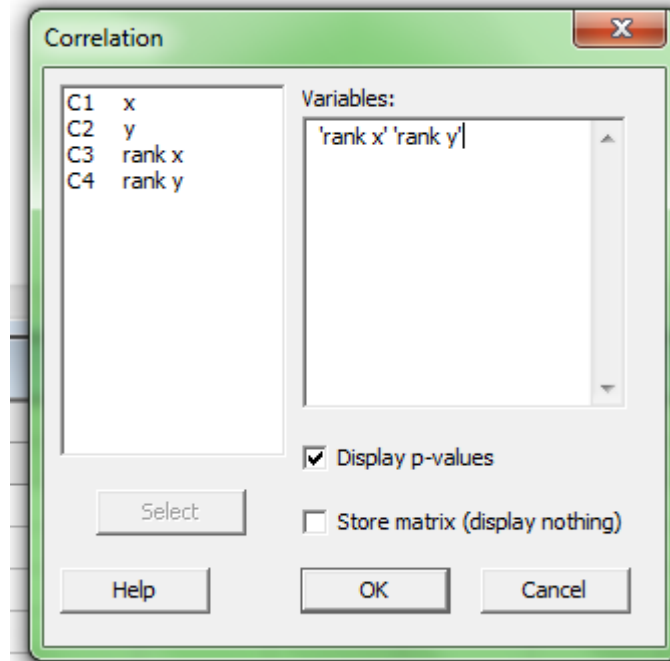 Correlation
C1 x
C2 y
C3 rank x
C4 rank y
Variables:
'rank x' 'rank y'
Display p-values
Select
Store matrix (display nothing)
Help
OK
Cancel